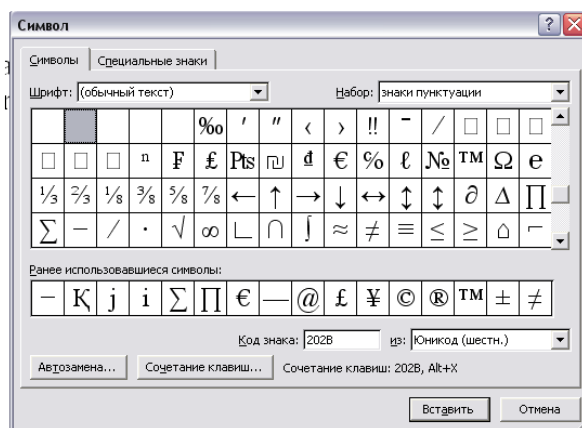 Символ
Символы Специальные знаки
Шрифт: (обычный текст) Набор: знаки пунктуации
‰ ′ ″ ‹ › ‼ ‾ ⁄ □ □ □
□ □ □ ⁿ ₣ ₤ ₧ ₪ ₫ € ℅ ℓ № ™ Ω ℮
⅓ ⅔ ⅛ ⅜ ⅝ ⅞ ← ↑ → ↓ ↔ ↕ ↨ ∂ ∆ ∏
∑ − ∕ ∙ √ ∞ ∟ ∩ ∫ ≈ ≠ ≡ ≤ ≥ ⌂ ⌐
Ранее использовавшиеся символы:
– Қ j i ∑ ∏ € — @ £ ¥ © ® ™ ± ≠
Код знака: 202B из: Юникод (шестн.)
Автозамена... Сочетание клавиш... Сочетание клавиш: 202B, Alt+X
Вставить Отмена